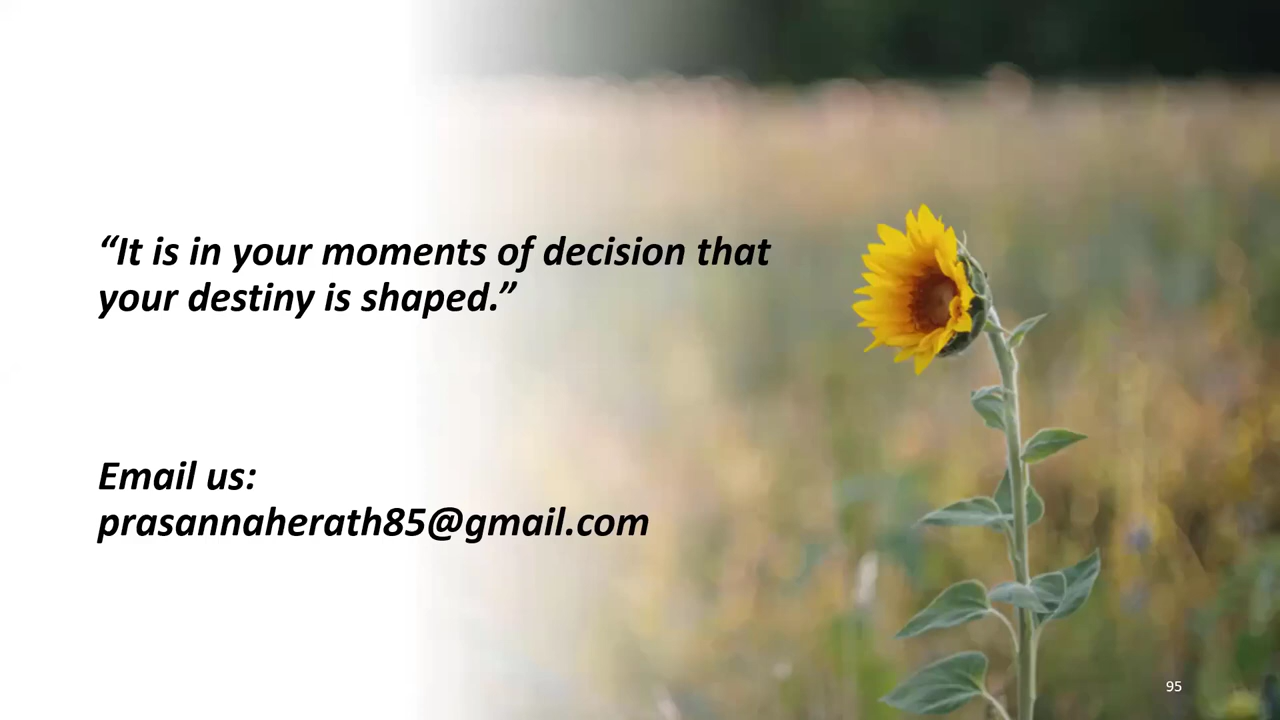 “It is in your moments of decision that
your destiny is shaped.”
Email us:
prasannaherath85@gmail.com
95